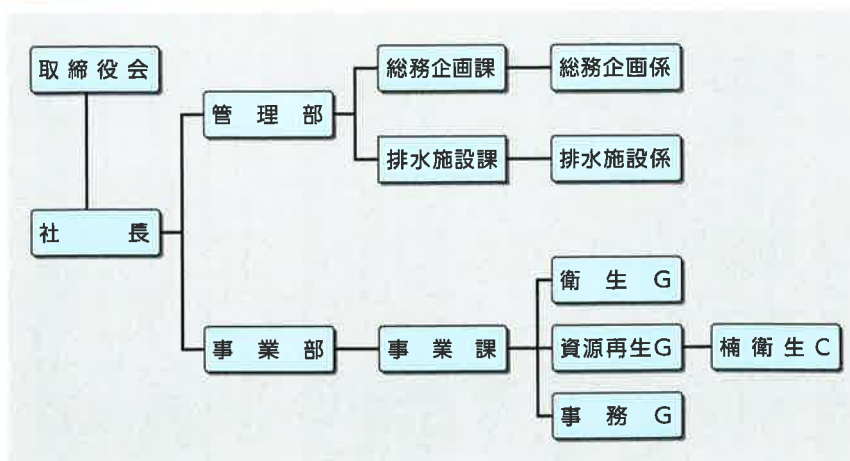 取締役会
社長
管理部
総務企画課
総務企画係
排水施設課
排水施設係
事業部
事業課
衛生G
資源再生G
楠衛生C
事務G